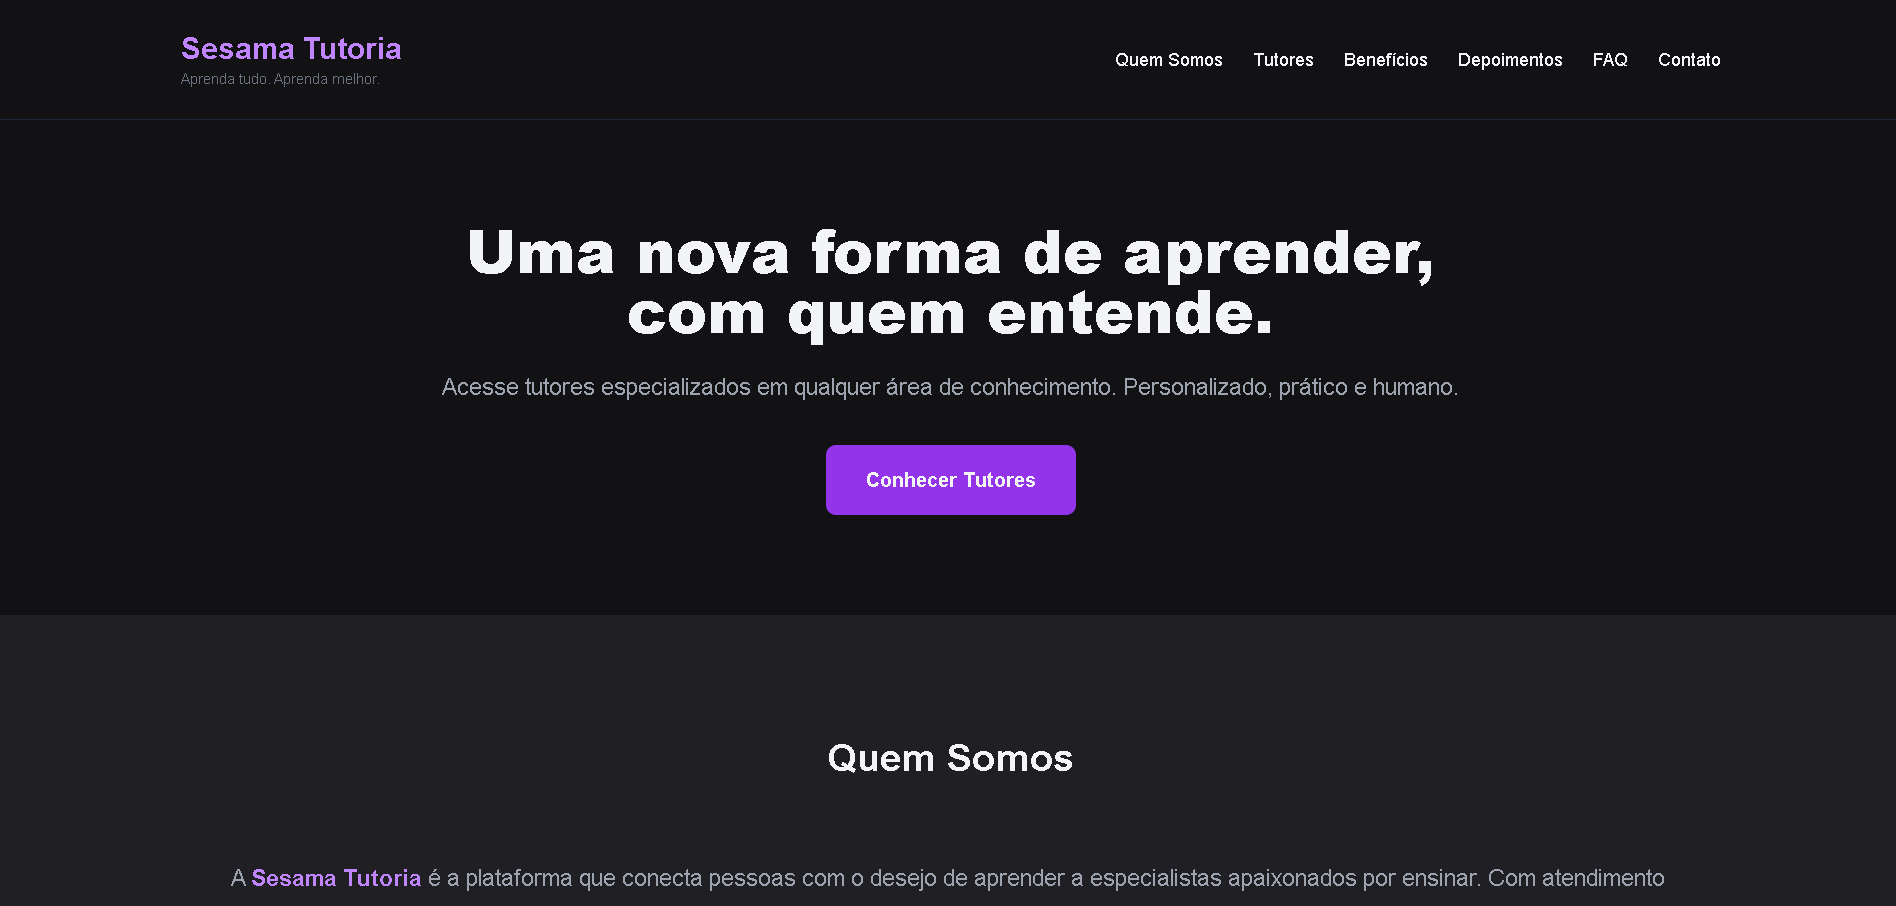 Sesama Tutoria
Aprenda tudo. Aprenda melhor.
Quem Somos Tutores Benefícios Depoimentos FAQ Contato
Uma nova forma de aprender,
com quem entende.
Acesse tutores especializados em qualquer área de conhecimento. Personalizado, prático e humano.
Conhecer Tutores
Quem Somos
A Sesama Tutoria é a plataforma que conecta pessoas com o desejo de aprender a especialistas apaixonados por ensinar. Com atendimento